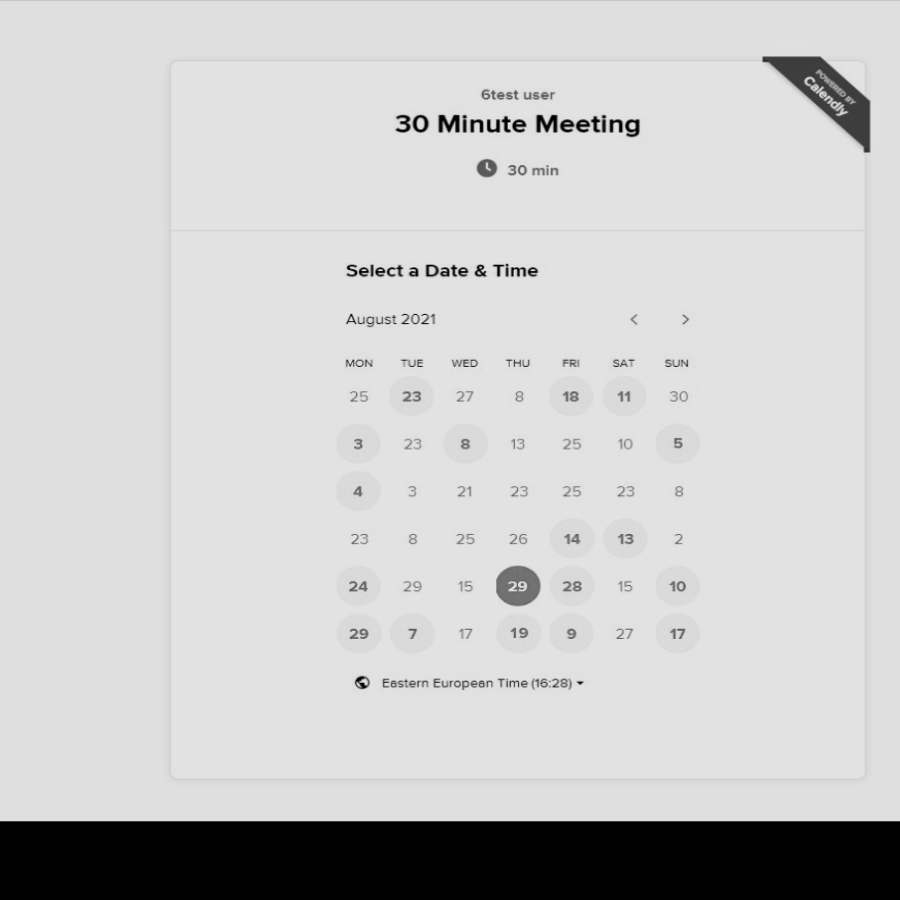 POWERED BY
Calendly
6test user
30 Minute Meeting
30 min
Select a Date & Time
August 2021
MON TUE WED THU FRI SAT SUN
25 23 27 8 18 11 30
3 23 8 13 25 10 5
4 3 21 23 25 23 8
23 8 25 26 14 13 2
24 29 15 29 28 15 10
29 7 17 19 9 27 17
Eastern European Time (16:28)